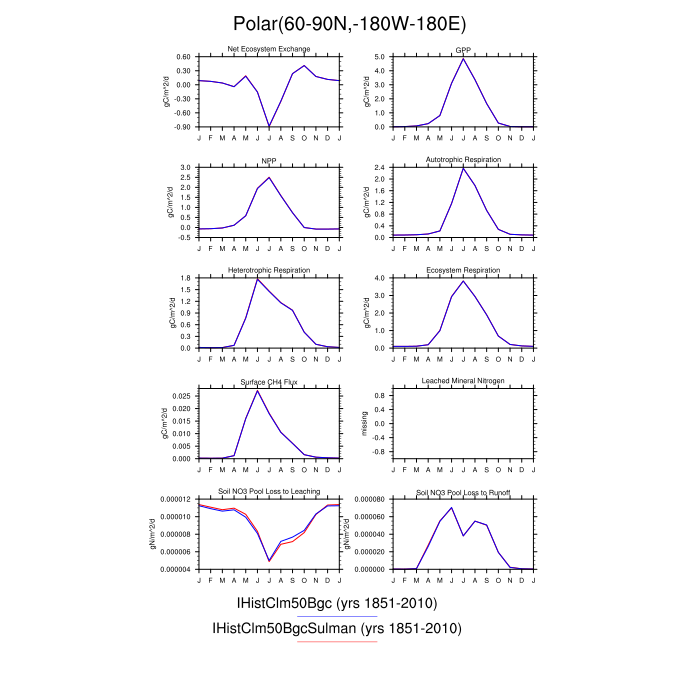 Polar(60-90N,-180W-180E)
Net Ecosystem Exchange
gC/m^2/d
0.60
0.30
0.00
-0.30
-0.60
-0.90
J F M A M J J A S O N D J
GPP
gC/m^2/d
5.0
4.0
3.0
2.0
1.0
0.0
J F M A M J J A S O N D J
NPP
gC/m^2/d
3.0
2.5
2.0
1.5
1.0
0.5
0.0
-0.5
J F M A M J J A S O N D J
Autotrophic Respiration
gC/m^2/d
2.4
2.0
1.6
1.2
0.8
0.4
0.0
J F M A M J J A S O N D J
Heterotrophic Respiration
gC/m^2/d
1.8
1.5
1.2
0.9
0.6
0.3
0.0
J F M A M J J A S O N D J
Ecosystem Respiration
gC/m^2/d
4.0
3.0
2.0
1.0
0.0
J F M A M J J A S O N D J
Surface CH4 Flux
gC/m^2/d
0.025
0.020
0.015
0.010
0.005
0.000
J F M A M J J A S O N D J
Leached Mineral Nitrogen
missing
0.8
0.4
0.0
-0.4
-0.8
J F M A M J J A S O N D J
Soil NO3 Pool Loss to Leaching
gN/m^2/d
0.000012
0.000010
0.000008
0.000006
0.000004
J F M A M J J A S O N D J
Soil NO3 Pool Loss to Runoff
gN/m^2/d
0.000080
0.000060
0.000040
0.000020
0.000000
J F M A M J J A S O N D J
IHistClm50Bgc (yrs 1851-2010)
IHistClm50BgcSulman (yrs 1851-2010)